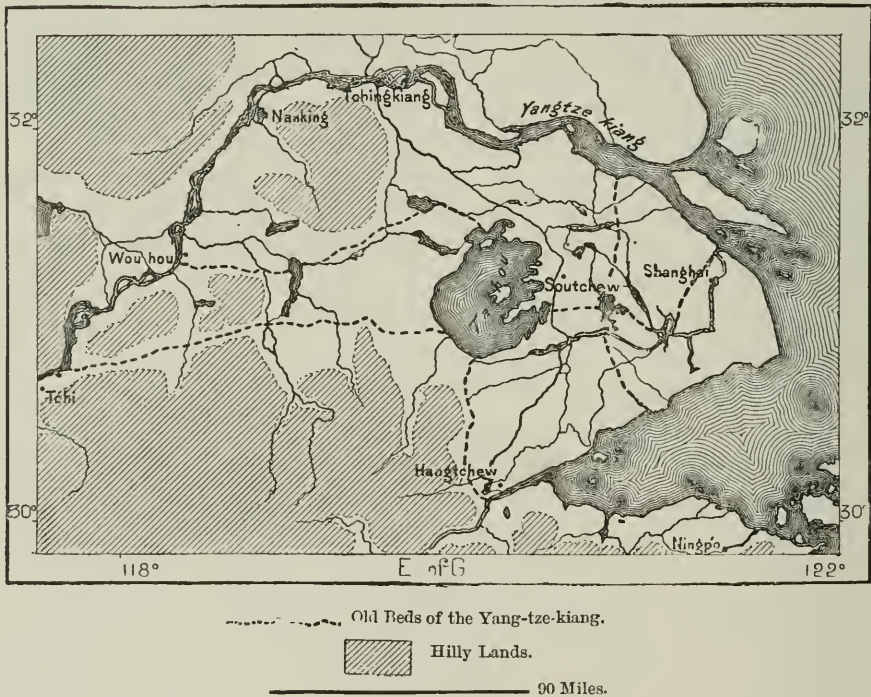 32° Nanking Tchingkiang Yangtze kiang 32°
Wou hou
Shanghai
Soutchew
Tchi
Hangtchew
Ningpo
30° 30'
118° E of G 122°
Old Beds of the Yang-tze-kiang.
Hilly Lands.
90 Miles.